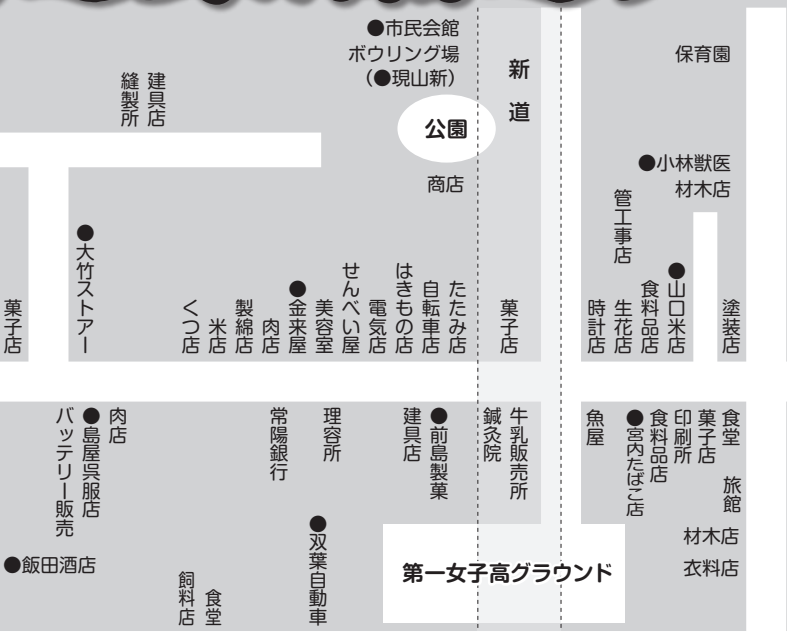 ●市民会館
ボウリング場
（●現山新）
新道
保育園
建具店
縫製所
公園
商店
●小林獣医
材木店
管工事店
菓子店
●大竹ストアー
くつ店
米店
製綿店
肉店
●金来屋
美容室
せんべい屋
電気店
はきもの店
自転車店
たたみ店
菓子店
時計店
生花店
食料品店
●山口米店
塗装店
バッテリー販売
●島屋呉服店
肉店
常陽銀行
理容所
建具店
●前島製菓
鍼灸院
牛乳販売所
魚屋
●宮内たばこ店
食料品店
印刷所
菓子店
食堂
旅館
材木店
衣料店
●飯田酒店
飼料店
食堂
●双葉自動車
第一女子高グラウンド